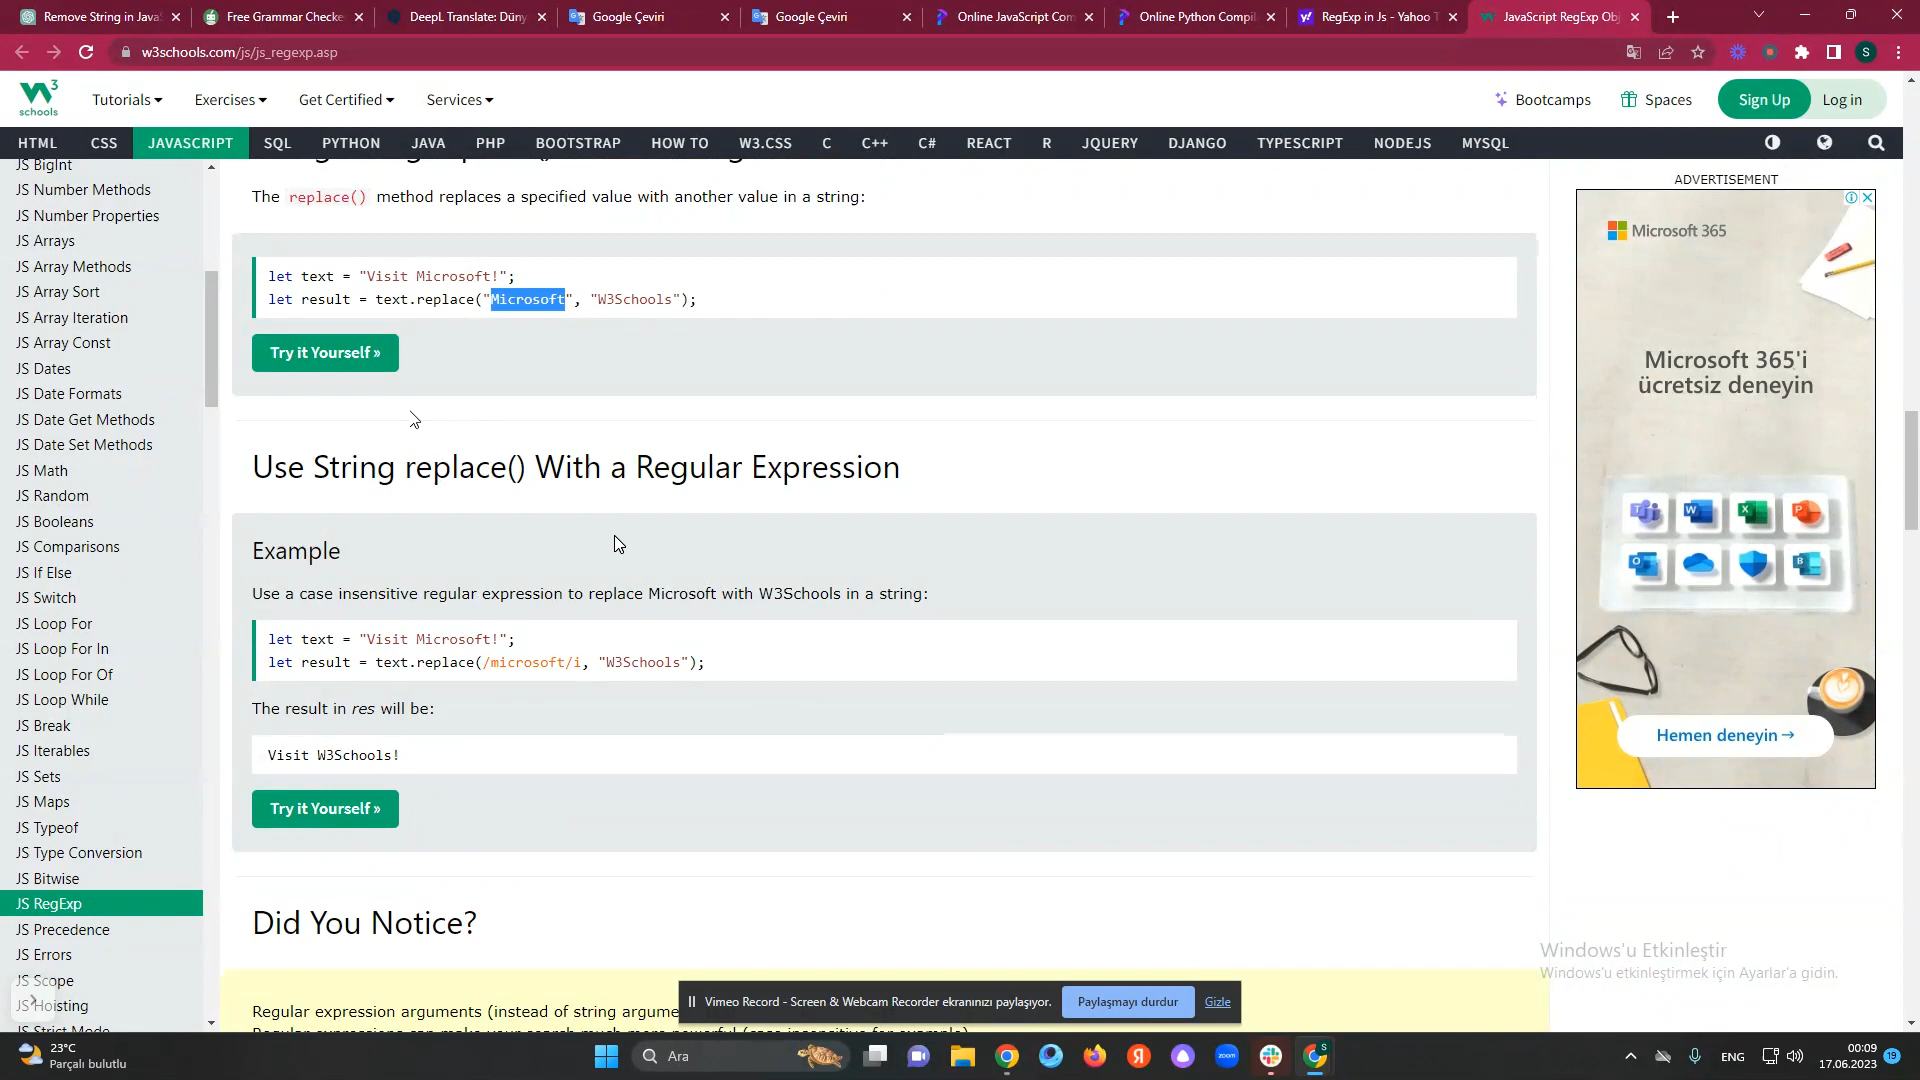 Remove String in Java
Free Grammar Checke
DeepL Translate: Düny
Google Çeviri
Google Çeviri
Online JavaScript Com
Online Python Compil
RegExp in Js - Yahoo T
JavaScript RegExp Obj
w3schools.com/js/js_regexp.asp
W3 schools
Tutorials
Exercises
Get Certified
Services
Bootcamps
Spaces
Sign Up
Log in
HTML CSS JAVASCRIPT SQL PYTHON JAVA PHP BOOTSTRAP HOW TO W3.CSS C C++ C# REACT R JQUERY DJANGO TYPESCRIPT NODEJS MYSQL
JS BigInt
JS Number Methods
JS Number Properties
JS Arrays
JS Array Methods
JS Array Sort
JS Array Iteration
JS Array Const
JS Dates
JS Date Formats
JS Date Get Methods
JS Date Set Methods
JS Math
JS Random
JS Booleans
JS Comparisons
JS If Else
JS Switch
JS Loop For
JS Loop For In
JS Loop For Of
JS Loop While
JS Break
JS Iterables
JS Sets
JS Maps
JS Typeof
JS Type Conversion
JS Bitwise
JS RegExp
JS Precedence
JS Errors
JS Scope
JS Hoisting
JS Strict Mode
The replace() method replaces a specified value with another value in a string:
let text = "Visit Microsoft!";
let result = text.replace("Microsoft", "W3Schools");
Try it Yourself »
Use String replace() With a Regular Expression
Example
Use a case insensitive regular expression to replace Microsoft with W3Schools in a string:
let text = "Visit Microsoft!";
let result = text.replace(/microsoft/i, "W3Schools");
The result in res will be:
Visit W3Schools!
Try it Yourself »
Did You Notice?
Regular expression arguments (instead of string argume
ADVERTISEMENT
Microsoft 365
Microsoft 365'i
ücretsiz deneyin
Hemen deneyin →
Windows'u Etkinleştir
Windows'u etkinleştirmek için Ayarlar'a gidin.
Vimeo Record - Screen & Webcam Recorder ekranınızı paylaşıyor.
Paylaşmayı durdur
Gizle
23°C
Parçalı bulutlu
Ara
zoom
ENG
00:09
17.06.2023
19